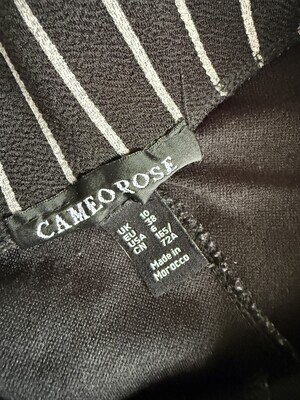 CAMEO ROSE
UK 10
EU 38
USA 6
CN 165/
72A
Made in
Morocco